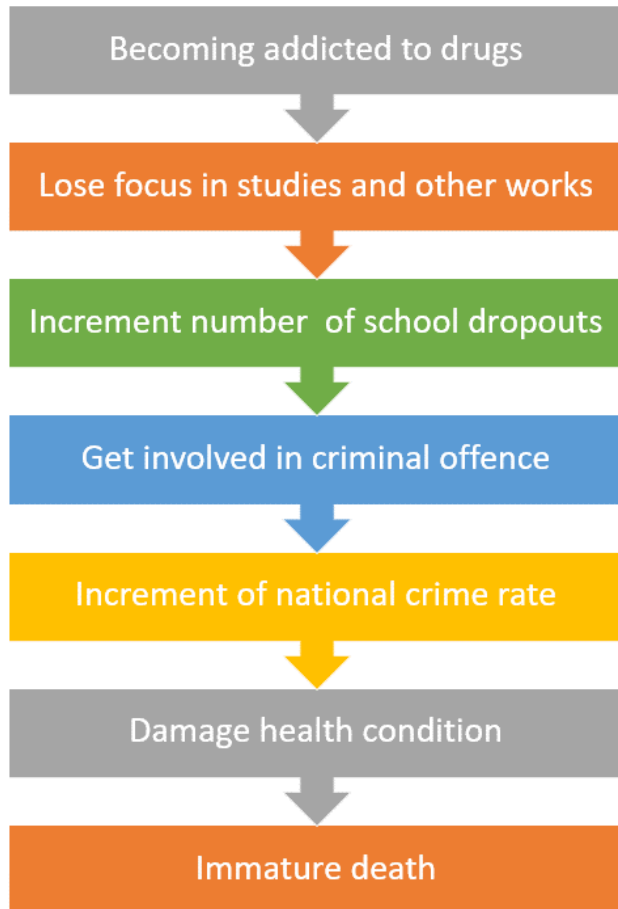 Becoming addicted to drugs
Lose focus in studies and other works
Increment number  of school dropouts
Get involved in criminal offence
Increment of national crime rate
Damage health condition
Immature death